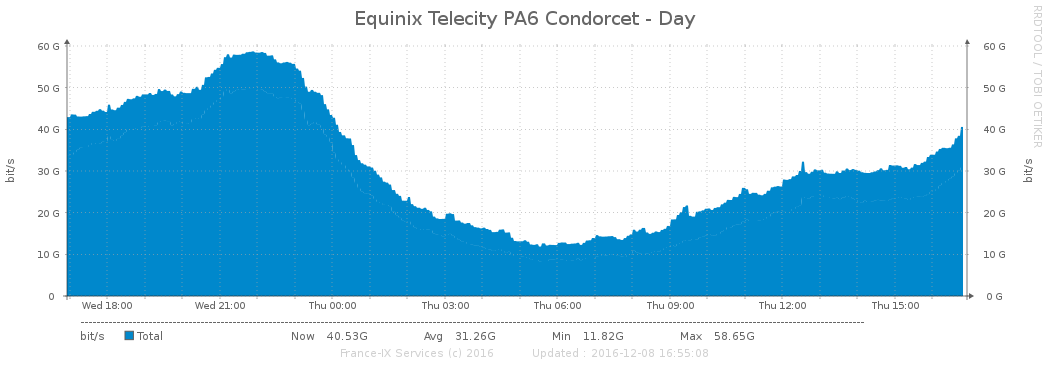 Equinix Telecity PA6 Condorcet - Day
RRDTOOL / TOBI OETIKER
60 G 60 G
50 G 50 G
40 G 40 G
30 G 30 G
20 G 20 G
10 G 10 G
0 0 G
bit/s bit/s
Wed 18:00 Wed 21:00 Thu 00:00 Thu 03:00 Thu 06:00 Thu 09:00 Thu 12:00 Thu 15:00
bit/s Total Now 40.53G Avg 31.26G Min 11.82G Max 58.65G
France-IX Services (c) 2016 Updated : 2016-12-08 16:55:08